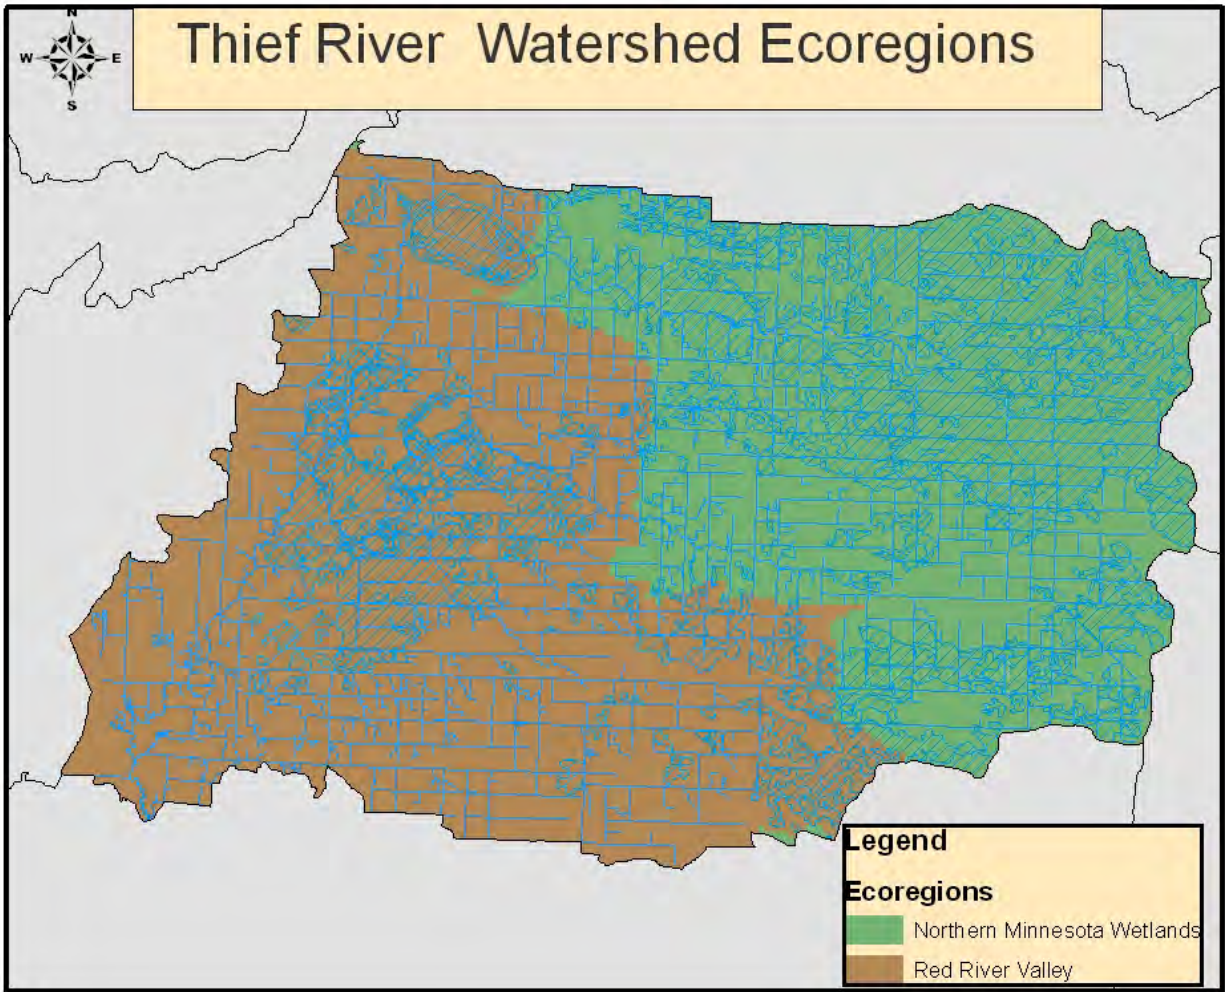 N
W E
S
Thief River Watershed Ecoregions
Legend
Ecoregions
Northern Minnesota Wetlands
Red River Valley